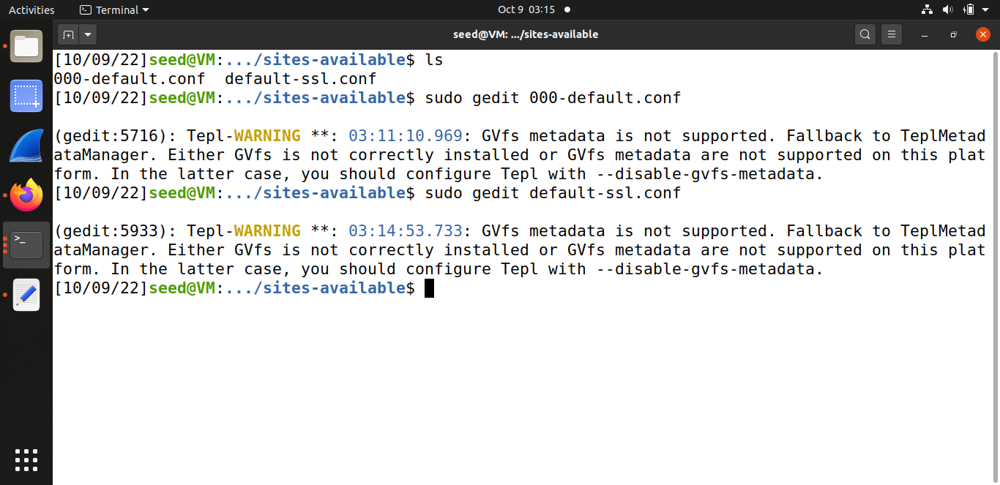 Activities Terminal Oct 9 03:15
seed@VM: .../sites-available
[10/09/22]seed@VM:.../sites-available$ ls
000-default.conf  default-ssl.conf
[10/09/22]seed@VM:.../sites-available$ sudo gedit 000-default.conf
(gedit:5716): Tepl-WARNING **: 03:11:10.969: GVfs metadata is not supported. Fallback to TeplMetad
ataManager. Either GVfs is not correctly installed or GVfs metadata are not supported on this plat
form. In the latter case, you should configure Tepl with --disable-gvfs-metadata.
[10/09/22]seed@VM:.../sites-available$ sudo gedit default-ssl.conf
(gedit:5933): Tepl-WARNING **: 03:14:53.733: GVfs metadata is not supported. Fallback to TeplMetad
ataManager. Either GVfs is not correctly installed or GVfs metadata are not supported on this plat
form. In the latter case, you should configure Tepl with --disable-gvfs-metadata.
[10/09/22]seed@VM:.../sites-available$